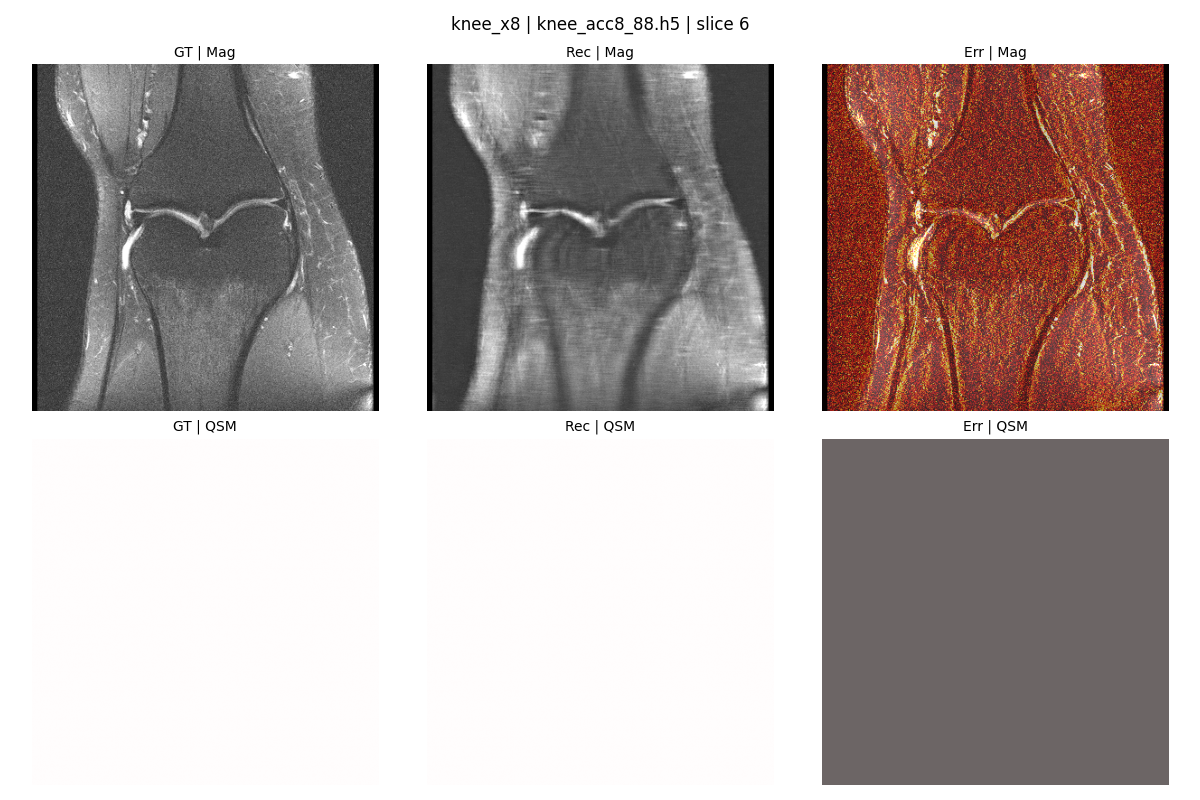 knee_x8 | knee_acc8_88.h5 | slice 6
GT | Mag
Rec | Mag
Err | Mag
GT | QSM
Rec | QSM
Err | QSM